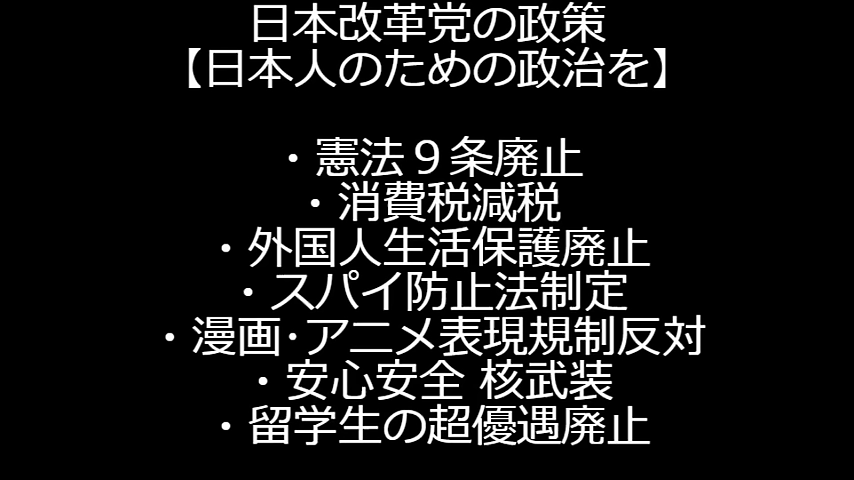 日本改革党の政策
【日本人のための政治を】
・憲法９条廃止
・消費税減税
・外国人生活保護廃止
・スパイ防止法制定
・漫画･アニメ表現規制反対
・安心安全 核武装
・留学生の超優遇廃止